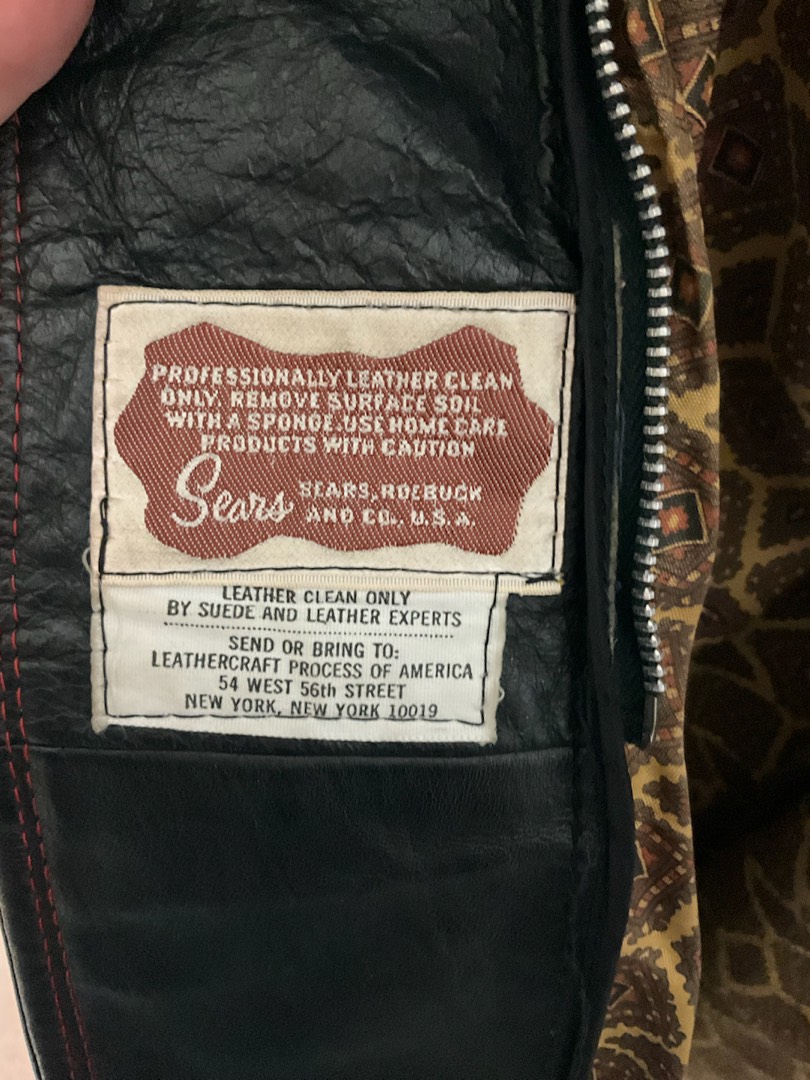 PROFESSIONALLY LEATHER CLEAN
ONLY. REMOVE SURFACE SOIL
WITH A SPONGE. USE HOME CARE
PRODUCTS WITH CAUTION
Sears SEARS, ROEBUCK
AND CO., U.S.A.
LEATHER CLEAN ONLY
BY SUEDE AND LEATHER EXPERTS
SEND OR BRING TO:
LEATHERCRAFT PROCESS OF AMERICA
54 WEST 56th STREET
NEW YORK, NEW YORK 10019